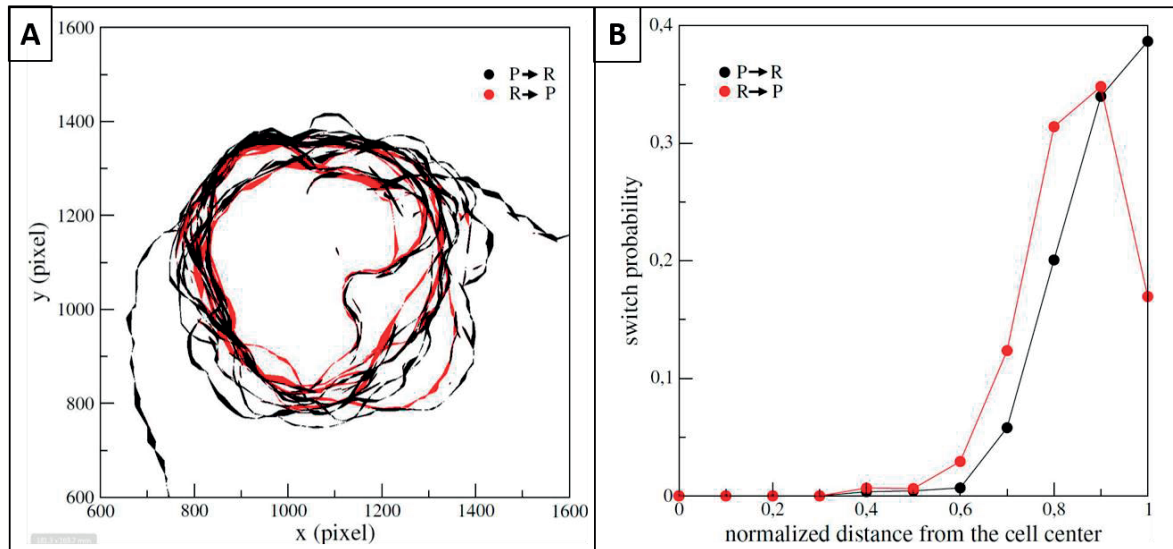 A
1600
1400
1200
1000
800
600
y (pixel)
P→R
R→P
600 800 1000 1200 1400 1600
x (pixel)
B
0,4
0,3
0,2
0,1
0
switch probability
P→R
R→P
0 0,2 0,4 0,6 0,8 1
normalized distance from the cell center